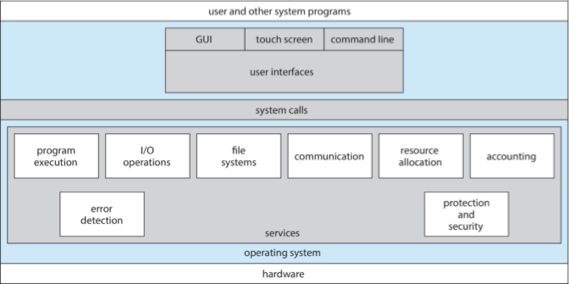 user and other system programs
GUI
touch screen
command line
user interfaces
system calls
program
execution
I/O
operations
file
systems
communication
resource
allocation
accounting
error
detection
protection
and
security
services
operating system
hardware